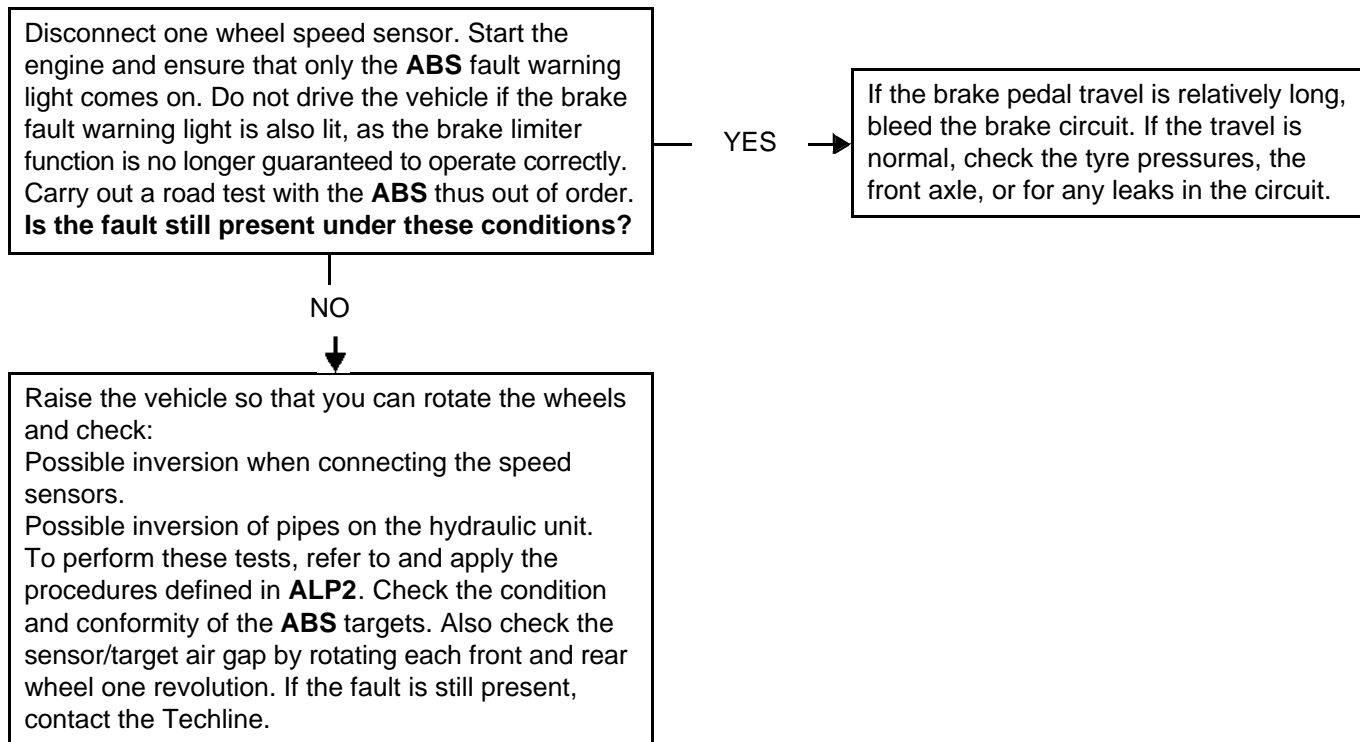 Disconnect one wheel speed sensor. Start the
engine and ensure that only the ABS fault warning
light comes on. Do not drive the vehicle if the brake
fault warning light is also lit, as the brake limiter
function is no longer guaranteed to operate correctly.
Carry out a road test with the ABS thus out of order.
Is the fault still present under these conditions?
YES
If the brake pedal travel is relatively long,
bleed the brake circuit. If the travel is
normal, check the tyre pressures, the
front axle, or for any leaks in the circuit.
NO
Raise the vehicle so that you can rotate the wheels
and check:
Possible inversion when connecting the speed
sensors.
Possible inversion of pipes on the hydraulic unit.
To perform these tests, refer to and apply the
procedures defined in ALP2. Check the condition
and conformity of the ABS targets. Also check the
sensor/target air gap by rotating each front and rear
wheel one revolution. If the fault is still present,
contact the Techline.